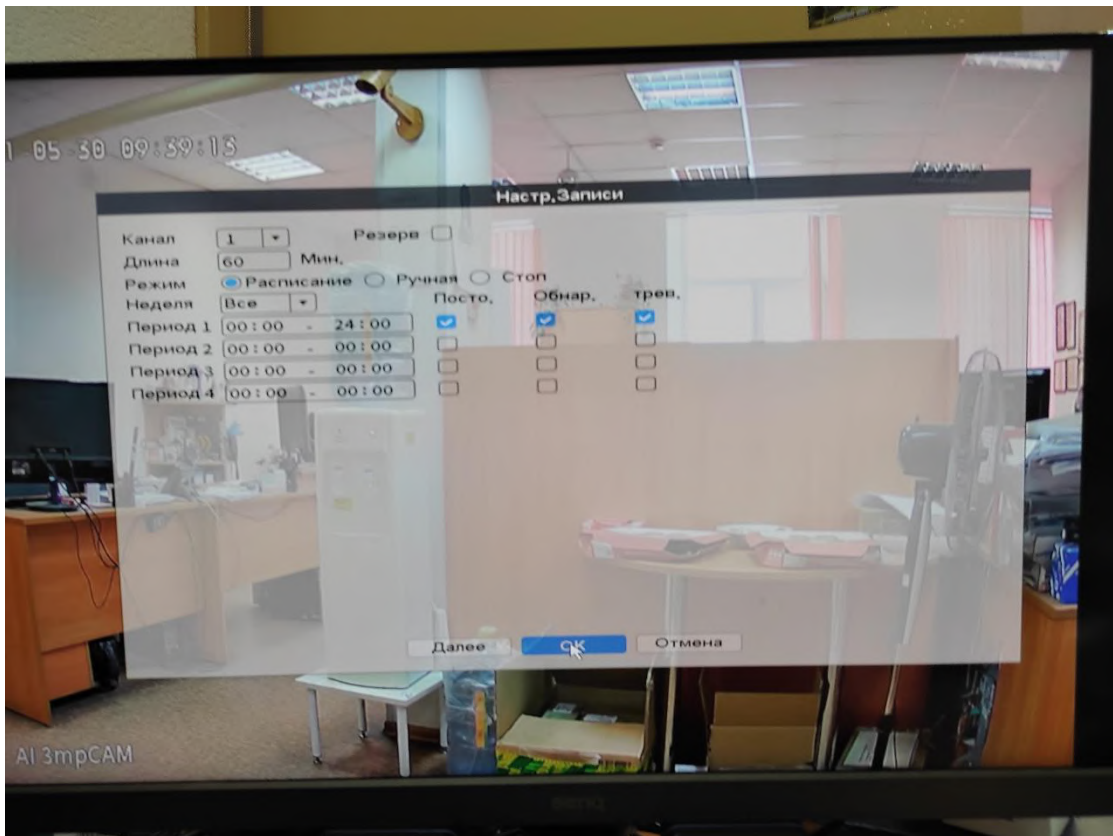 1 05 30 09:39:13
Настр.Записи
Канал 1 Резерв
Длина 60 Мин.
Режим Расписание Ручная Стоп
Неделя Все Посто. Обнар. трев.
Период 1 00:00 - 24:00
Период 2 00:00 - 00:00
Период 3 00:00 - 00:00
Период 4 00:00 - 00:00
Далее OK Отмена
AI 3mpCAM
BenQ